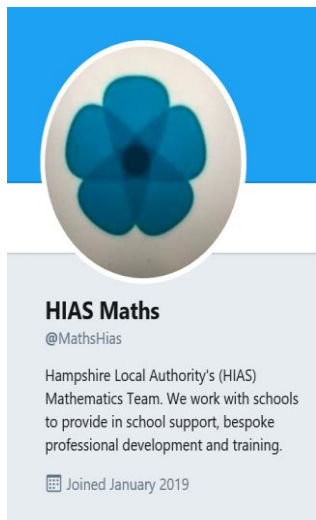 HIAS Maths
@MathsHias
Hampshire Local Authority's (HIAS)
Mathematics Team. We work with schools
to provide in school support, bespoke
professional development and training.
Joined January 2019